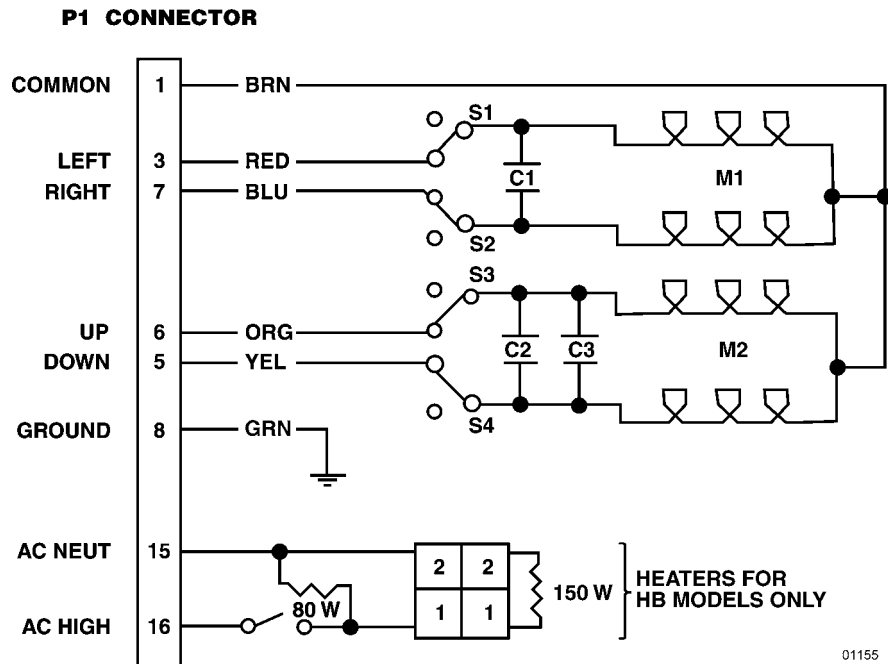 P1 CONNECTOR
COMMON 1 BRN
S1
LEFT 3 RED
C1 M1
RIGHT 7 BLU
S2
S3
UP 6 ORG
C2 C3 M2
DOWN 5 YEL
S4
GROUND 8 GRN
AC NEUT 15
2 2
150 W HEATERS FOR
HB MODELS ONLY
80 W 1 1
AC HIGH 16
01155